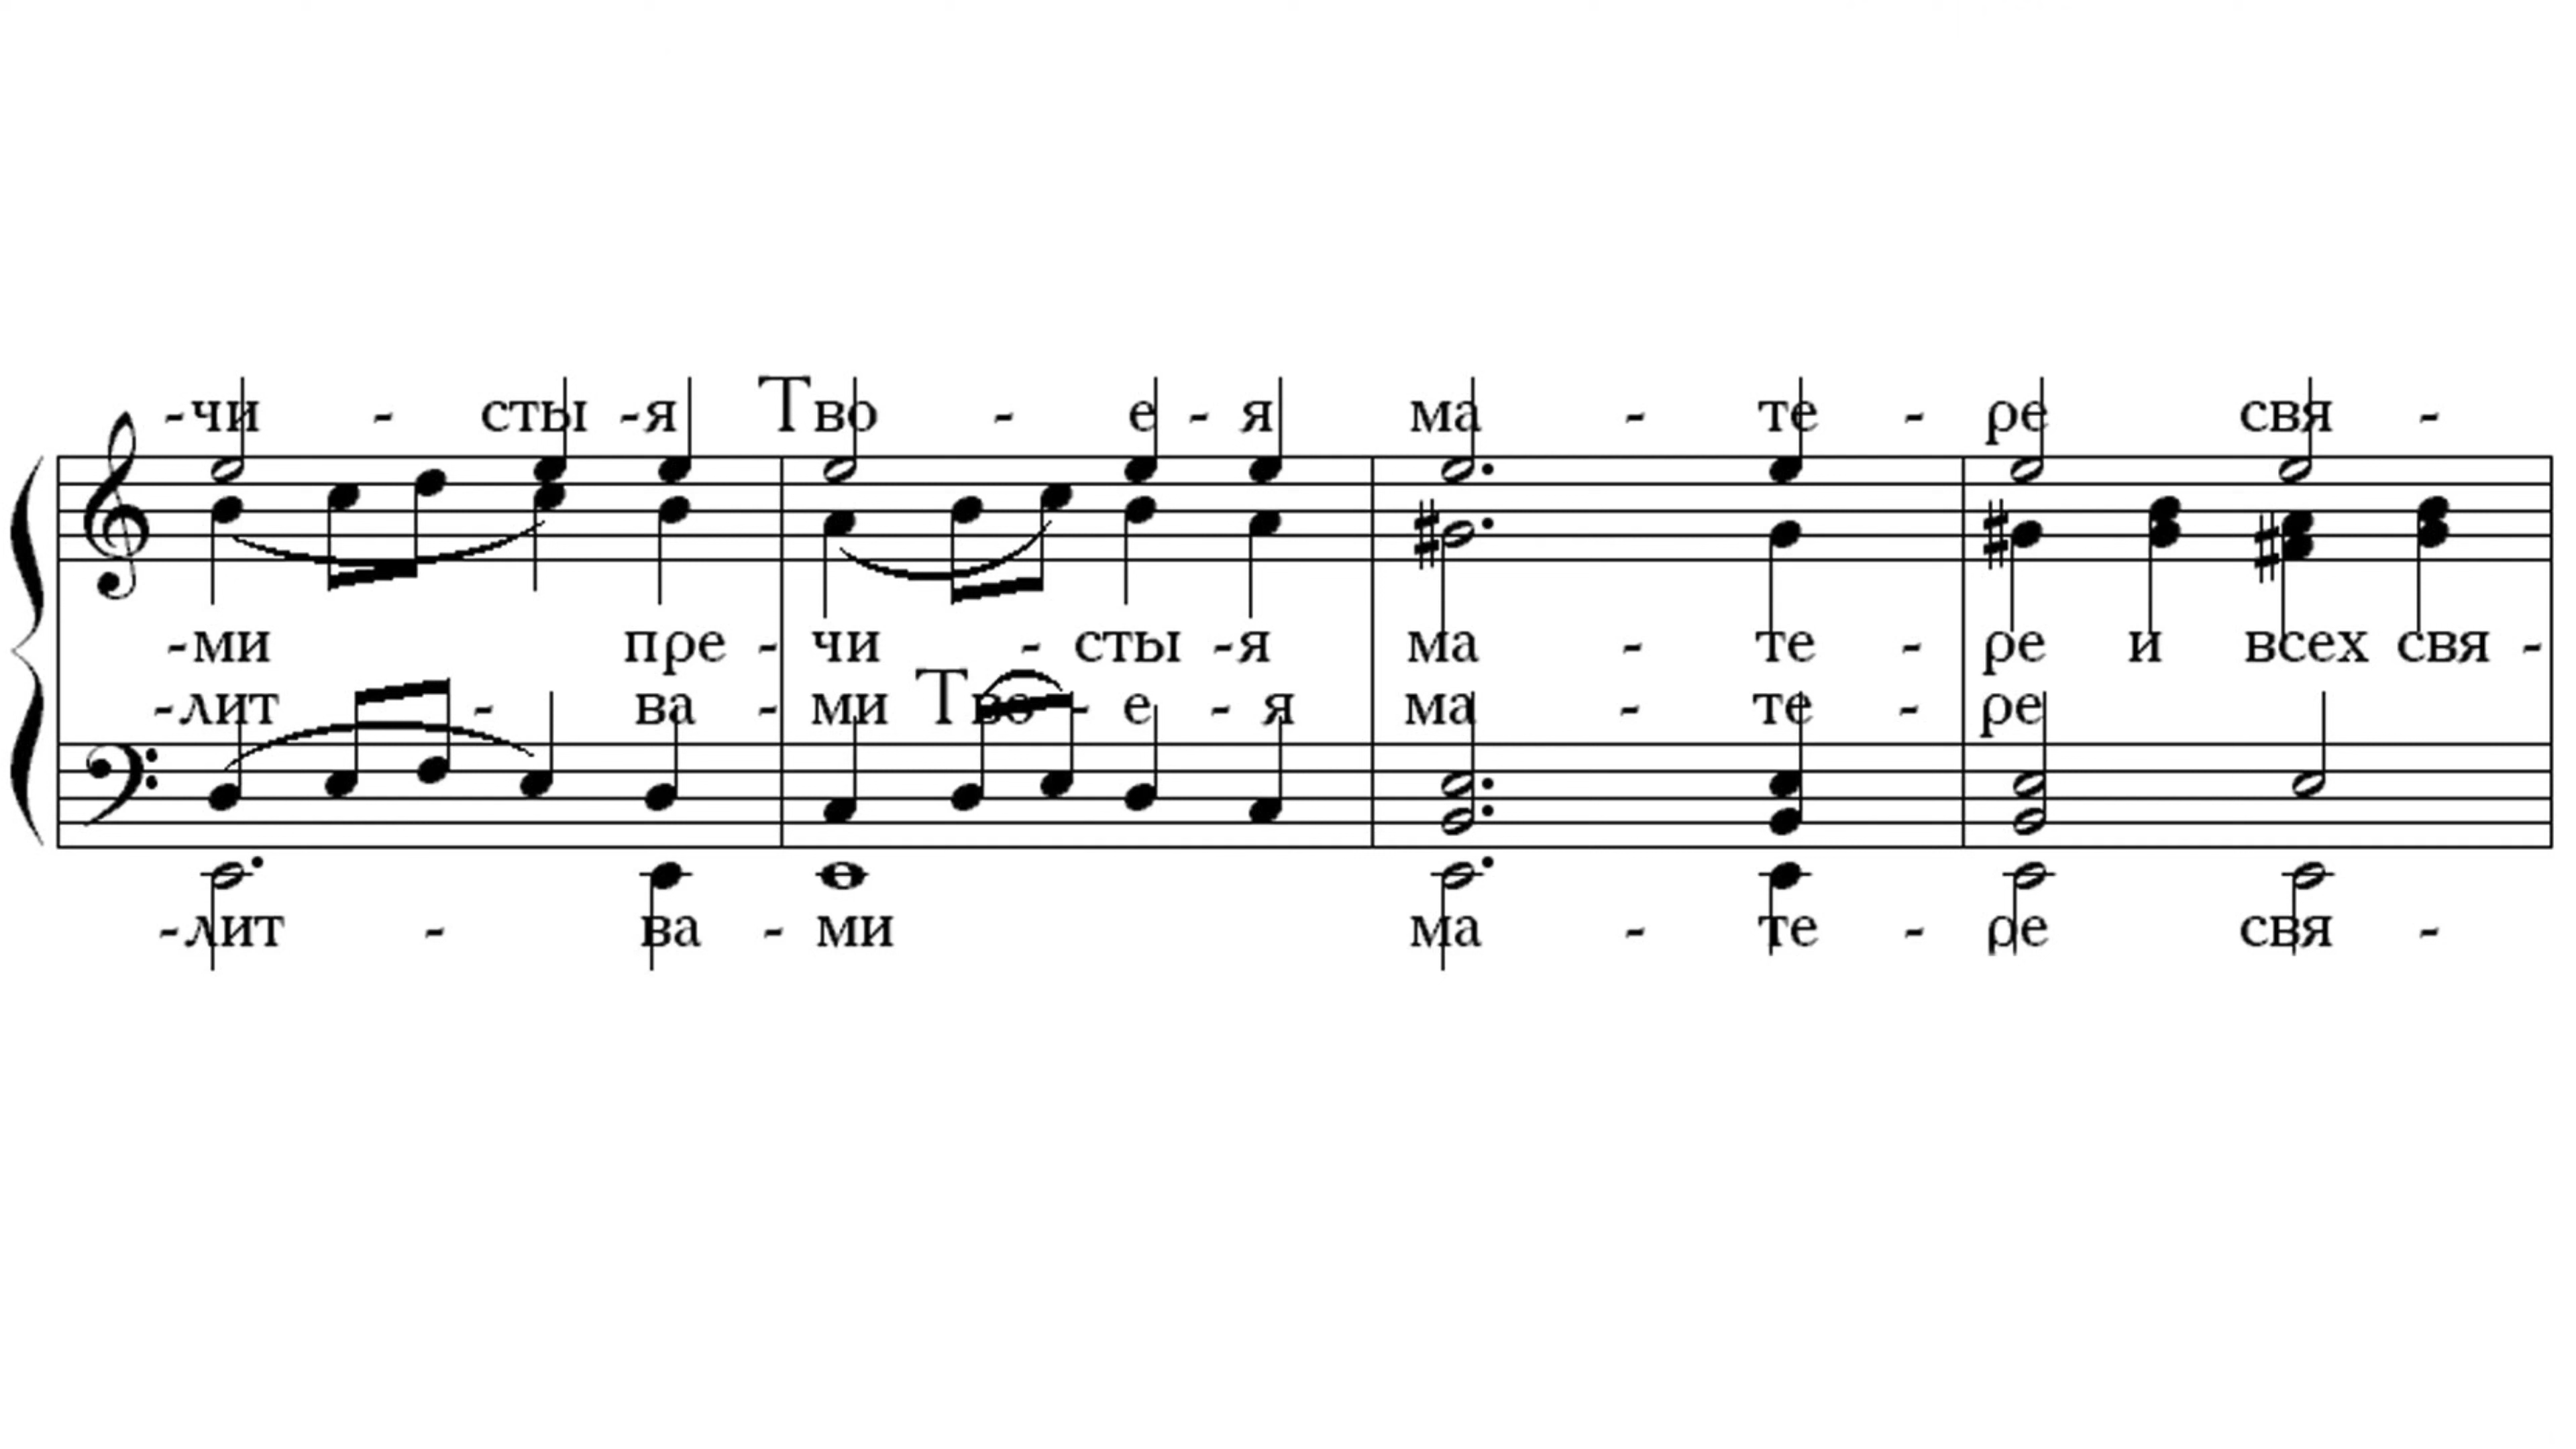 -чи - сты -я Тво - е - я ма - те - ре свя -
-ми пре - чи - сты -я ма - те - ре и всех свя -
-лит - ва - ми Тво - е - я ма - те - ре
-лит - ва - ми ма - те - ре свя -